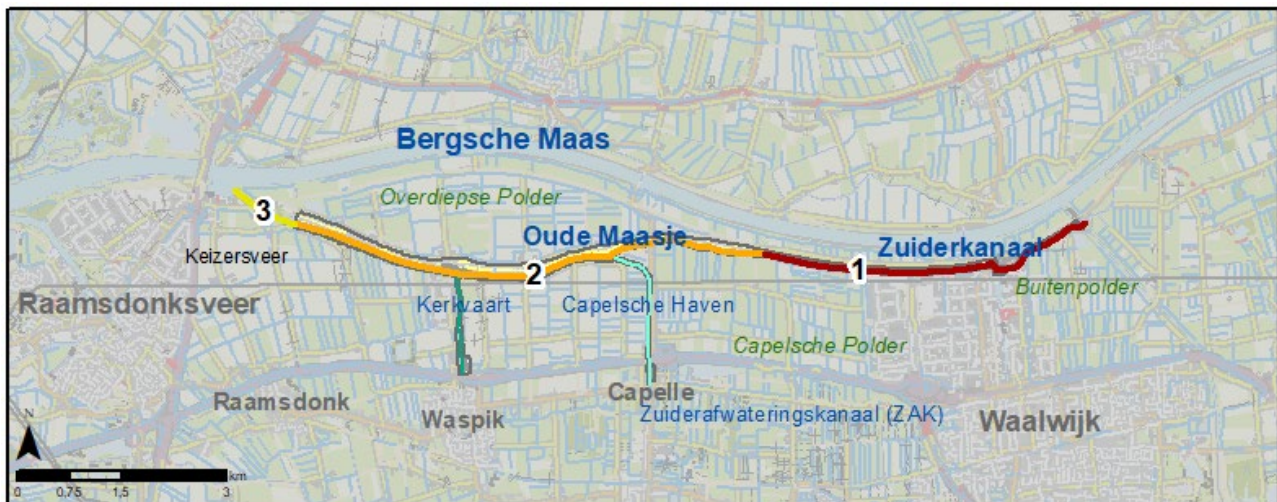 Bergsche Maas
Overdiepse Polder
3
Oude Maasje
Zuiderkanaal
Keizersveer
2
1
Buitenpolder
Raamsdonksveer
Kerkvaart
Capelsche Haven
Capelsche Polder
Raamsdonk
Capelle
Waspik
Zuiderafwateringskanaal (ZAK)
Waalwijk
N
km
0 0,75 1,5 3